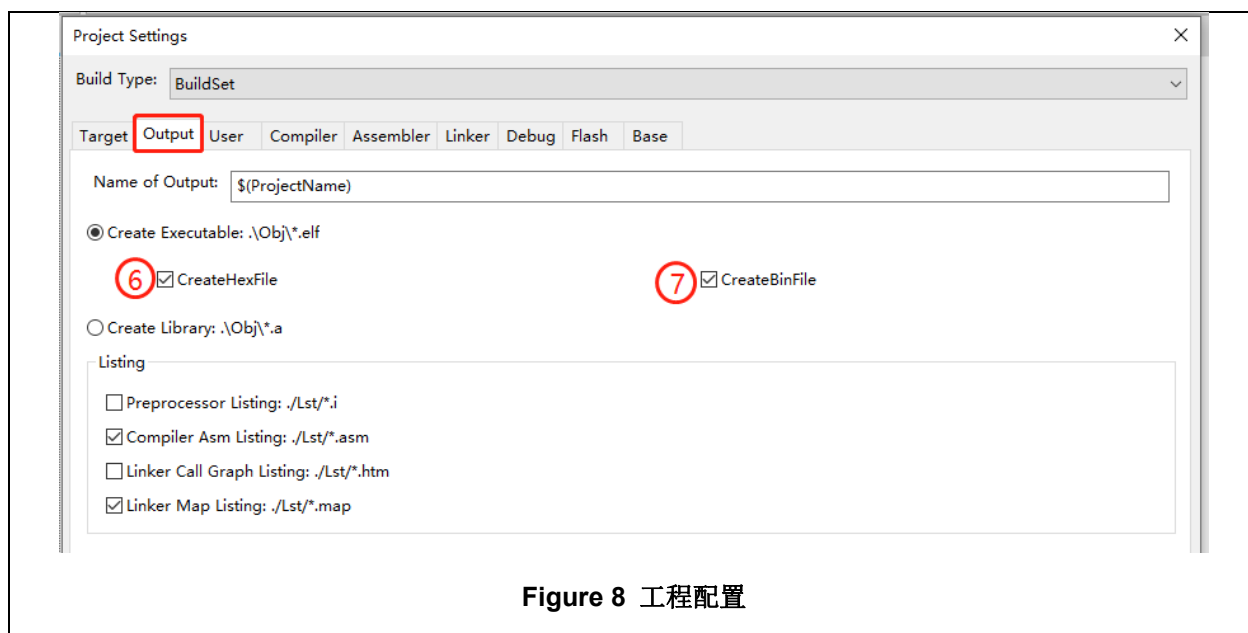 Project Settings
Build Type: BuildSet
Target Output User Compiler Assembler Linker Debug Flash Base
Name of Output: $(ProjectName)
Create Executable: .\Obj\*.elf
⑥ CreateHexFile ⑦ CreateBinFile
Create Library: .\Obj\*.a
Listing
Preprocessor Listing: ./Lst/*.i
Compiler Asm Listing: ./Lst/*.asm
Linker Call Graph Listing: ./Lst/*.htm
Linker Map Listing: ./Lst/*.map
Figure 8 工程配置